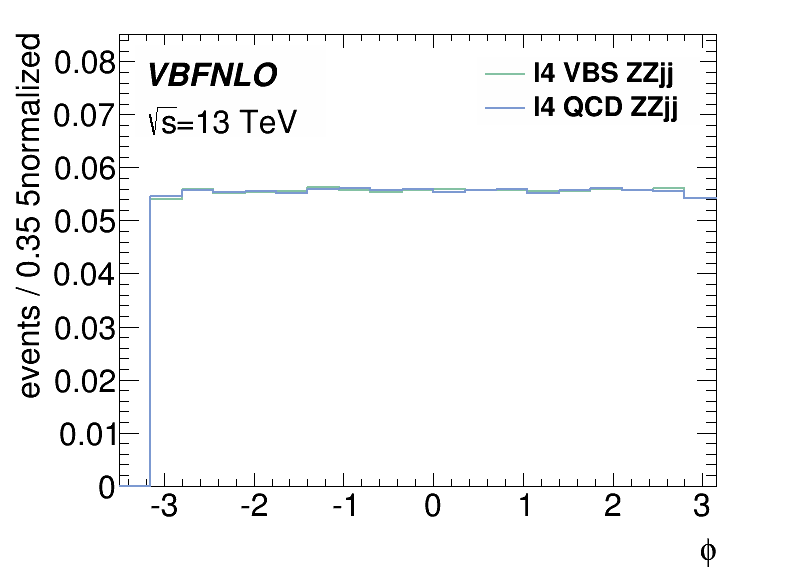 VBFNLO
√s=13 TeV
l4 VBS ZZjj
l4 QCD ZZjj
events / 0.35 5normalized
0.08
0.07
0.06
0.05
0.04
0.03
0.02
0.01
0
-3 -2 -1 0 1 2 3
ϕ